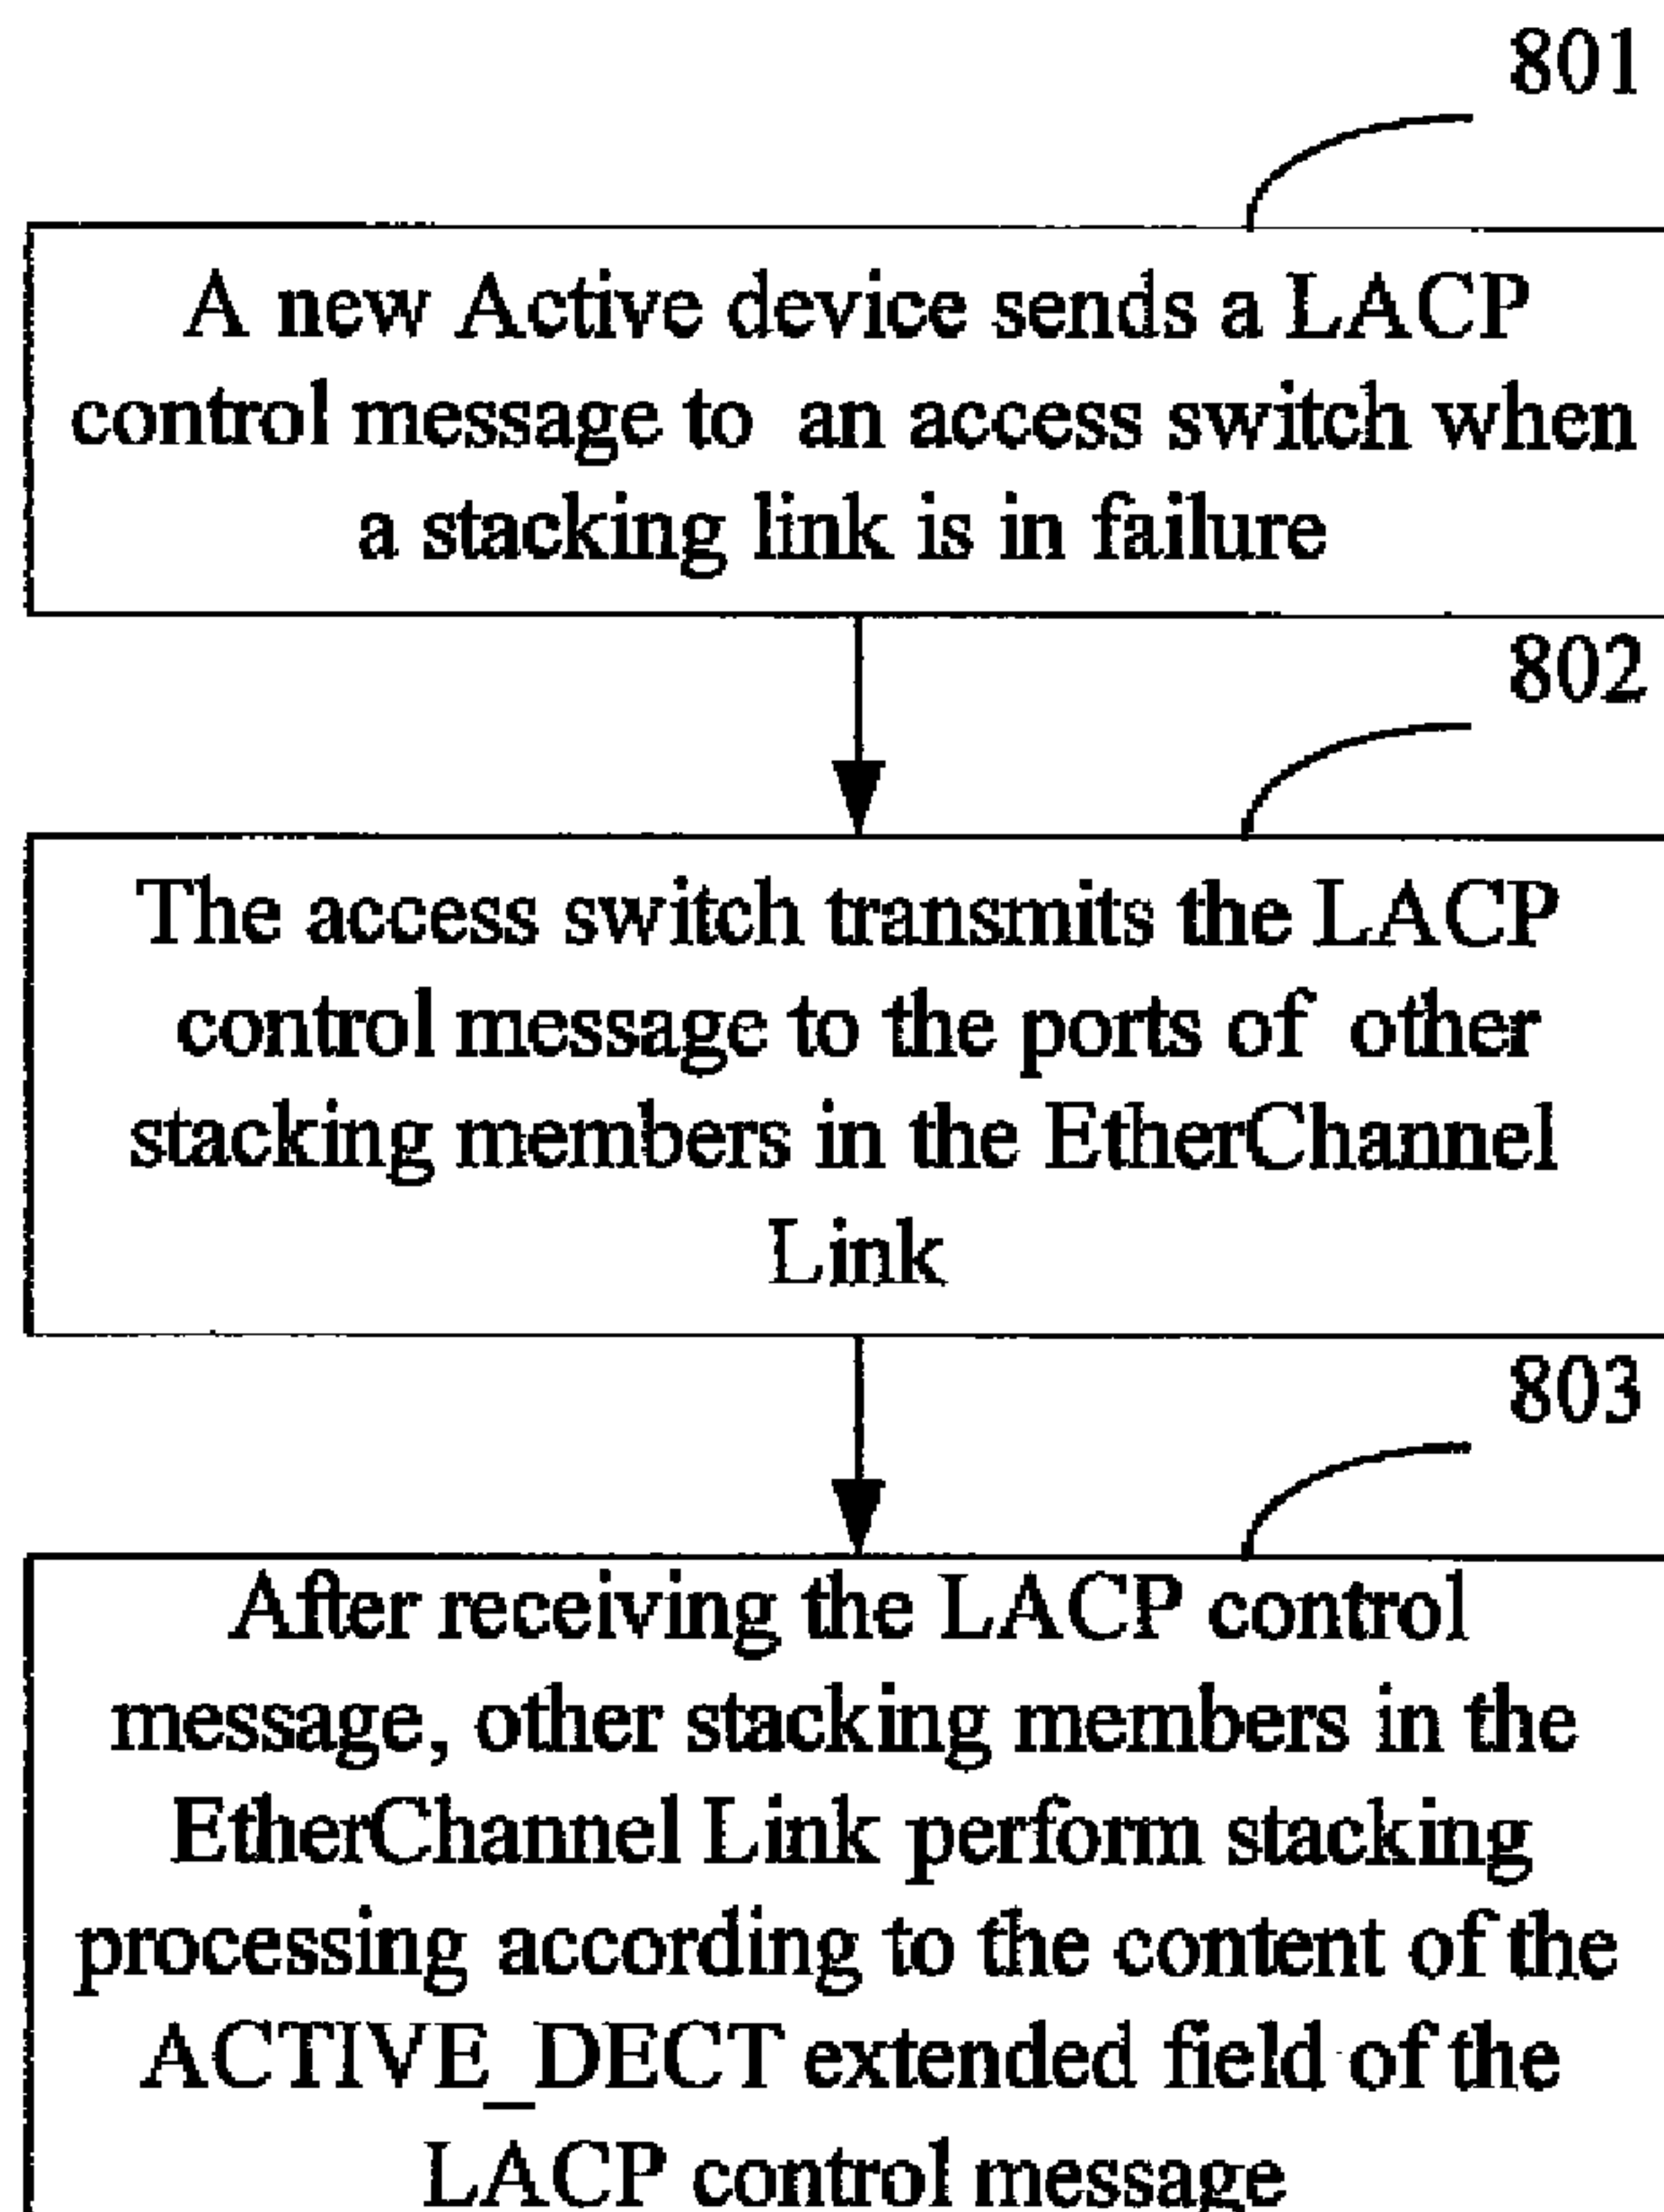 801
A new Active device sends a LACP
control message to an access switch when
a stacking link is in failure
802
The access switch transmits the LACP
control message to the ports of other
stacking members in the EtherChannel
Link
803
After receiving the LACP control
message, other stacking members in the
EtherChannel Link perform stacking
processing according to the content of the
ACTIVE_DECT extended field of the
LACP control message